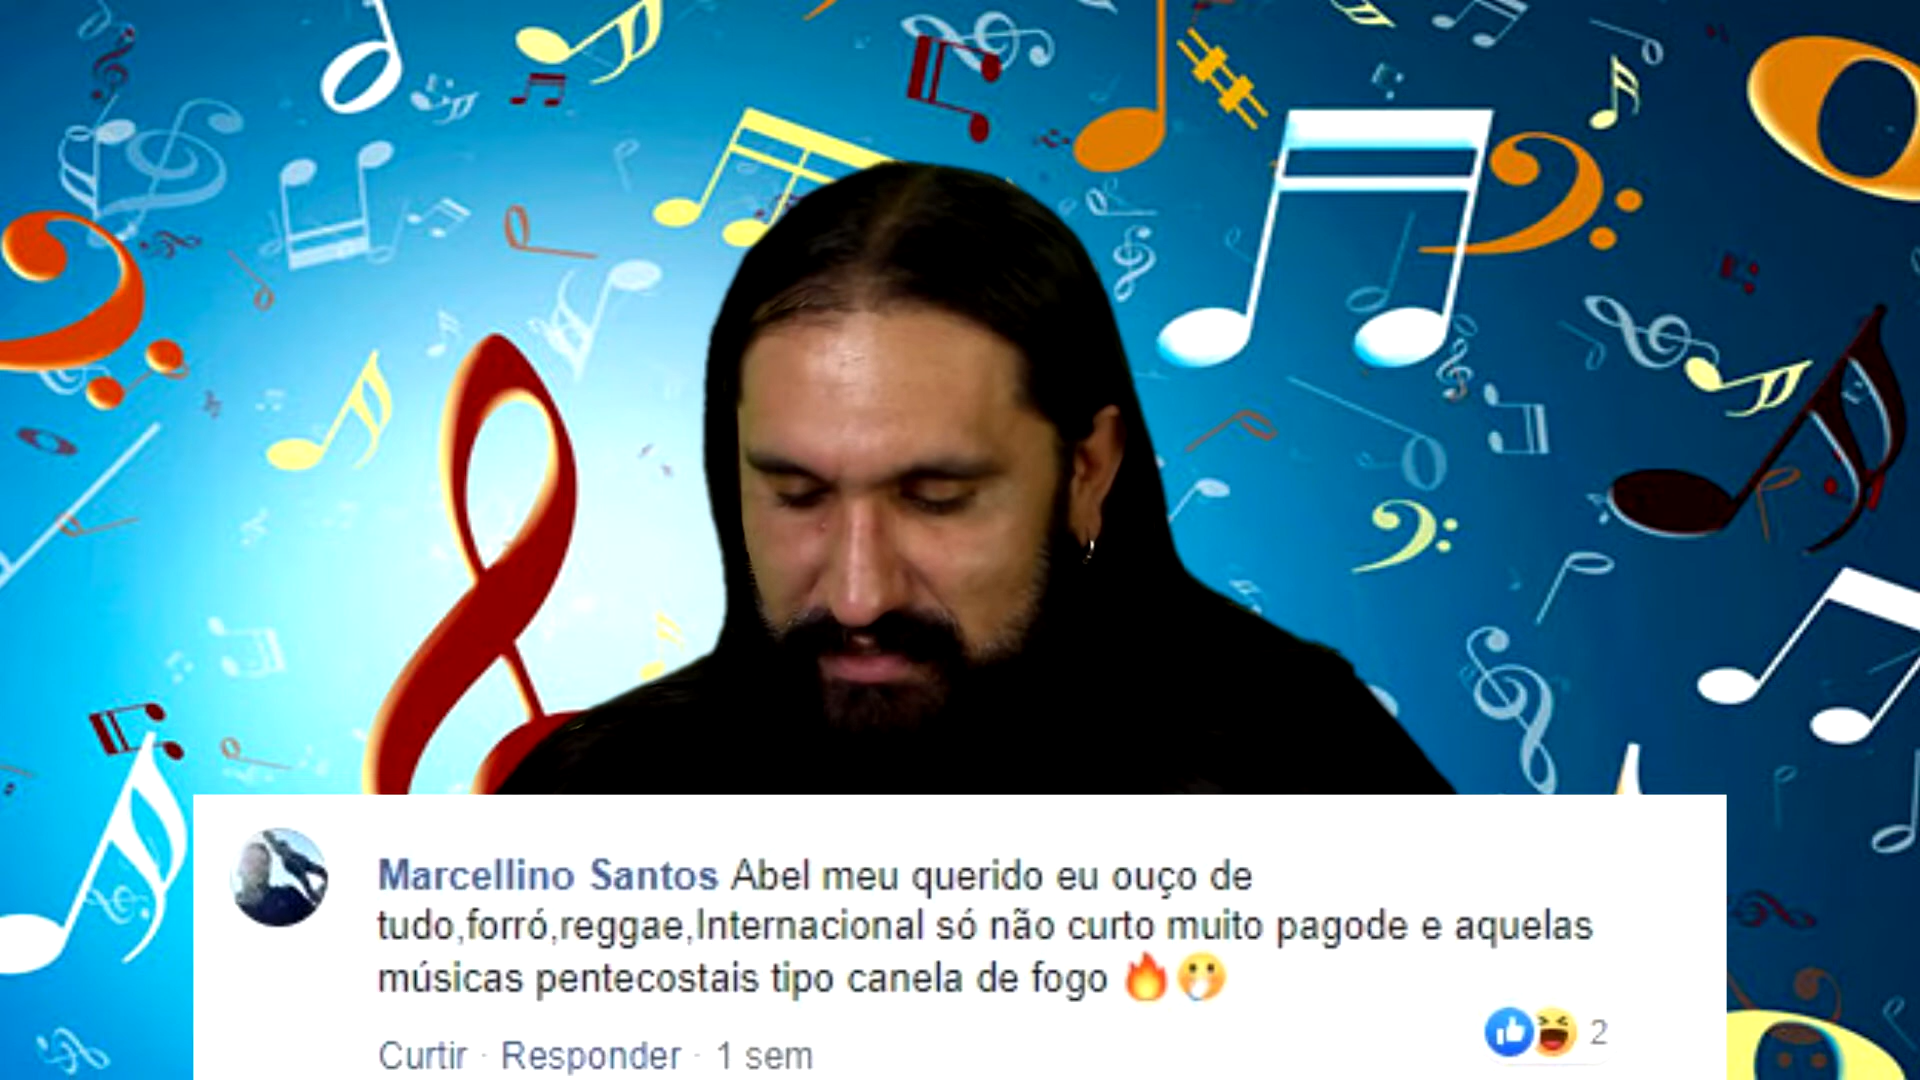 Marcellino Santos Abel meu querido eu ouço de
tudo,forró,reggae,Internacional só não curto muito pagode e aquelas
músicas pentecostais tipo canela de fogo 🔥🤭
2
Curtir · Responder · 1 sem